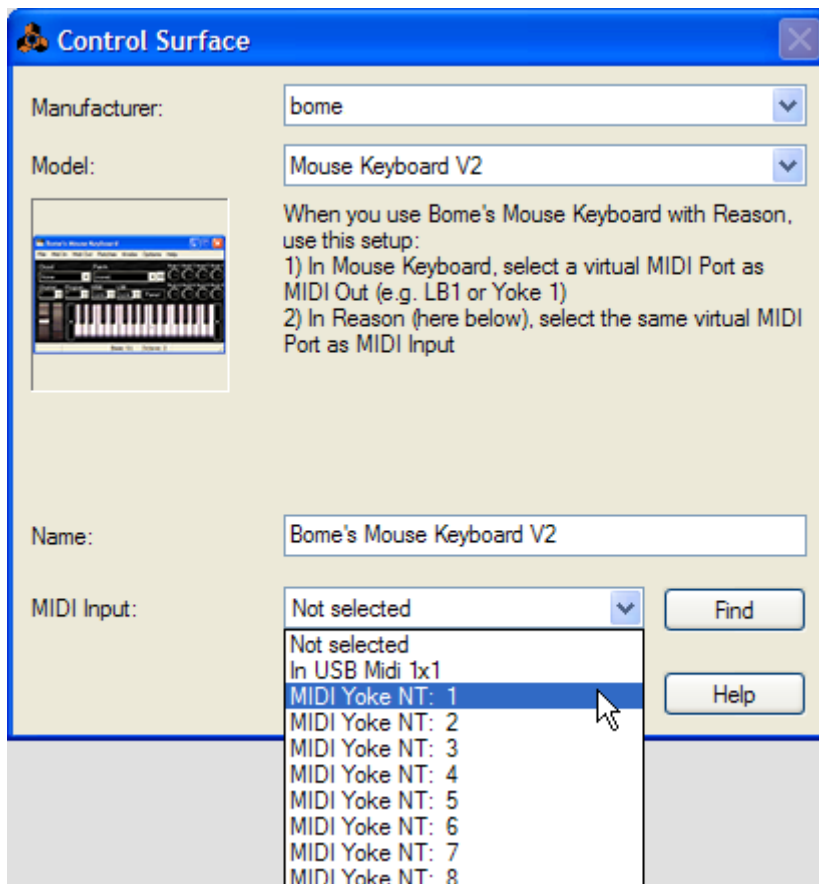 Control Surface
Manufacturer:
bome
Model:
Mouse Keyboard V2
When you use Bome's Mouse Keyboard with Reason,
use this setup:
1) In Mouse Keyboard, select a virtual MIDI Port as
MIDI Out (e.g. LB1 or Yoke 1)
2) In Reason (here below), select the same virtual MIDI
Port as MIDI Input
Name:
Bome's Mouse Keyboard V2
MIDI Input:
Not selected
Find
Not selected
In USB Midi 1x1
MIDI Yoke NT: 1
Help
MIDI Yoke NT: 2
MIDI Yoke NT: 3
MIDI Yoke NT: 4
MIDI Yoke NT: 5
MIDI Yoke NT: 6
MIDI Yoke NT: 7
MIDI Yoke NT: 8